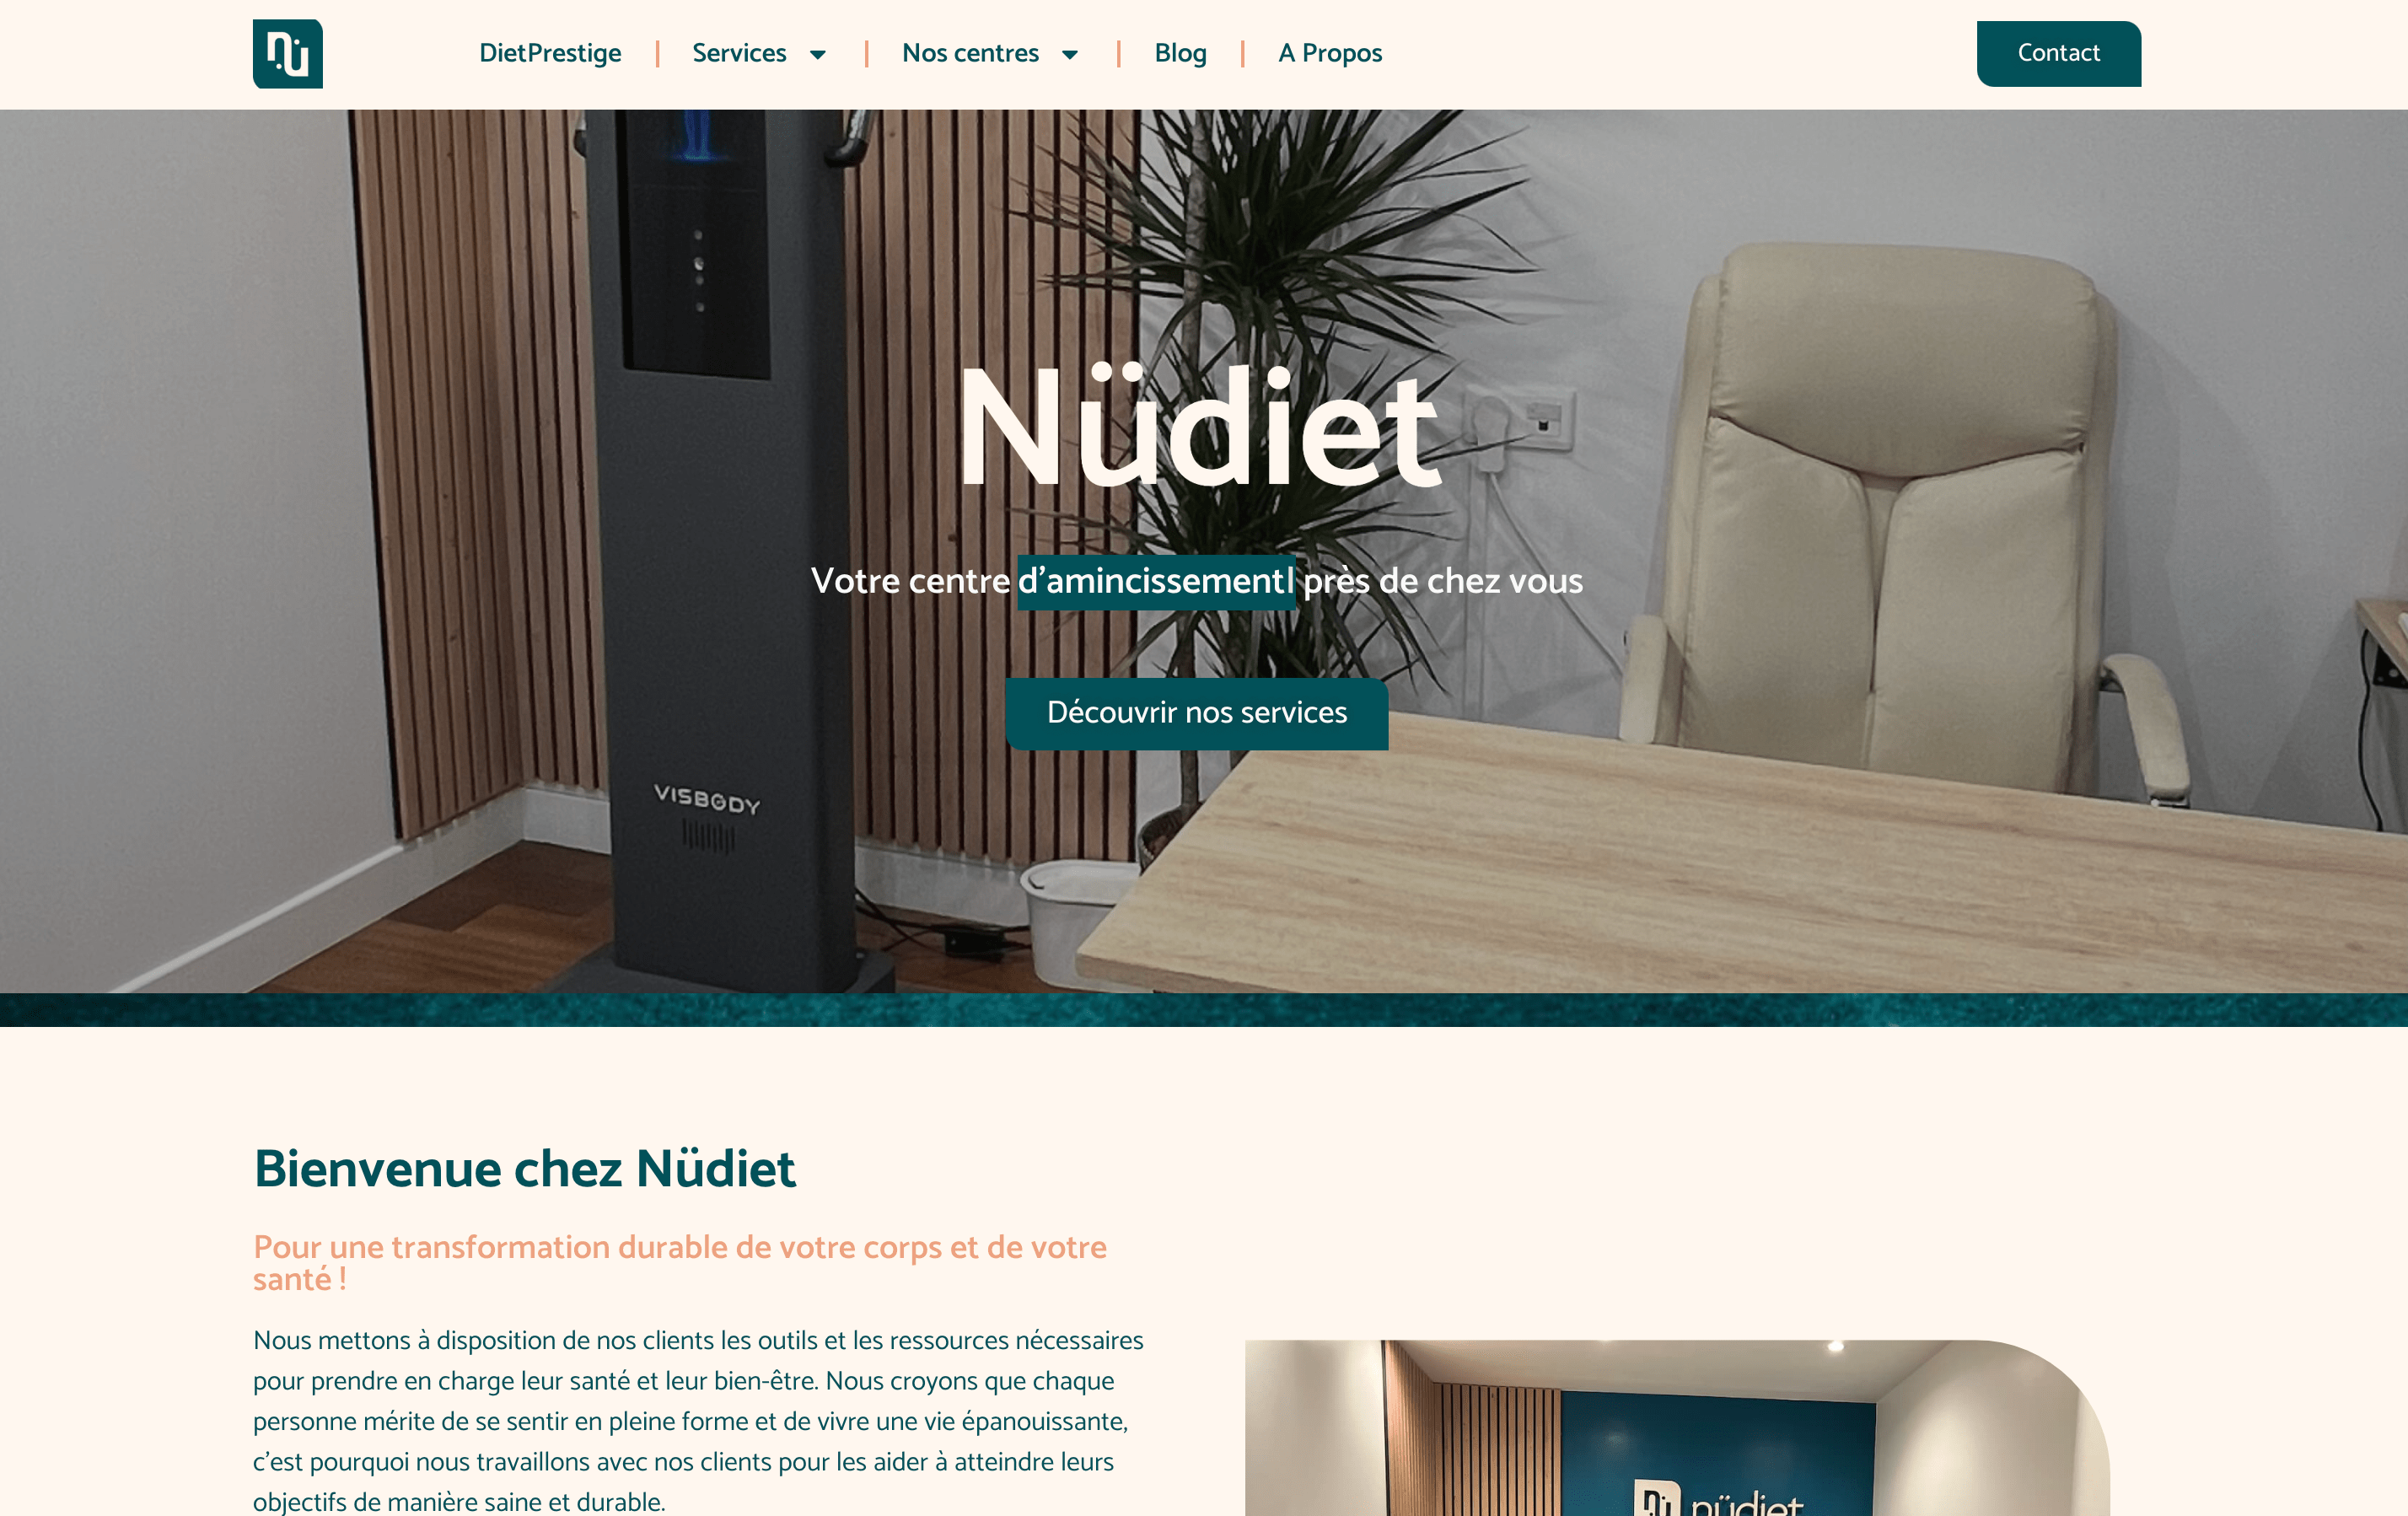 nü
DietPrestige
Services
Nos centres
Blog
A Propos
Contact
Nüdiet
Votre centre d’amincissement| près de chez vous
Découvrir nos services
VISBODY
Bienvenue chez Nüdiet
Pour une transformation durable de votre corps et de votre
santé !
Nous mettons à disposition de nos clients les outils et les ressources nécessaires
pour prendre en charge leur santé et leur bien-être. Nous croyons que chaque
personne mérite de se sentir en pleine forme et de vivre une vie épanouissante,
c’est pourquoi nous travaillons avec nos clients pour les aider à atteindre leurs
objectifs de manière saine et durable.
nü nüdiet